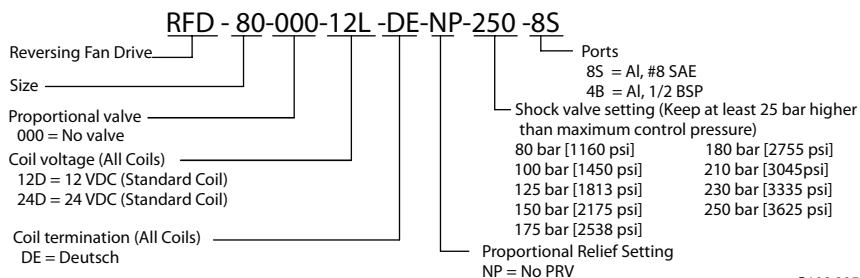 RFD - 80-000-12L -DE-NP-250 -8S
Reversing Fan Drive
Size
Proportional valve
000 = No valve
Coil voltage (All Coils)
12D = 12 VDC (Standard Coil)
24D = 24 VDC (Standard Coil)
Coil termination (All Coils)
DE = Deutsch
Ports
8S = Al, #8 SAE
4B = Al, 1/2 BSP
Shock valve setting (Keep at least 25 bar higher
than maximum control pressure)
80 bar [1160 psi] 180 bar [2755 psi]
100 bar [1450 psi] 210 bar [3045psi]
125 bar [1813 psi] 230 bar [3335 psi]
150 bar [2175 psi] 250 bar [3625 psi]
175 bar [2538 psi]
Proportional Relief Setting
NP = No PRV